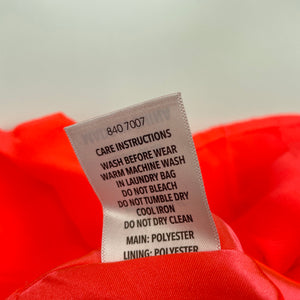 840 7007
CARE INSTRUCTIONS
WASH BEFORE WEAR
WARM MACHINE WASH
IN LAUNDRY BAG
DO NOT BLEACH
DO NOT TUMBLE DRY
COOL IRON
DO NOT DRY CLEAN
MAIN: POLYESTER
LINING: POLYESTER